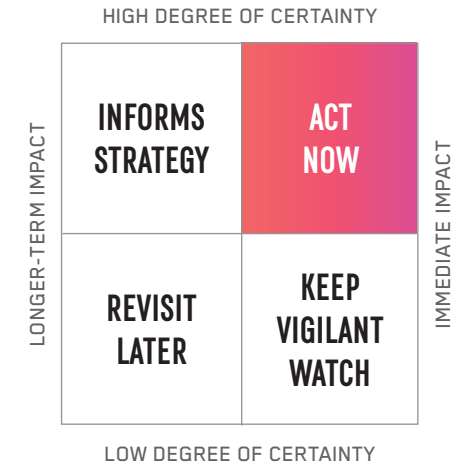 HIGH DEGREE OF CERTAINTY
LONGER-TERM IMPACT
INFORMS
STRATEGY
ACT
NOW
IMMEDIATE IMPACT
REVISIT
LATER
KEEP
VIGILANT
WATCH
LOW DEGREE OF CERTAINTY